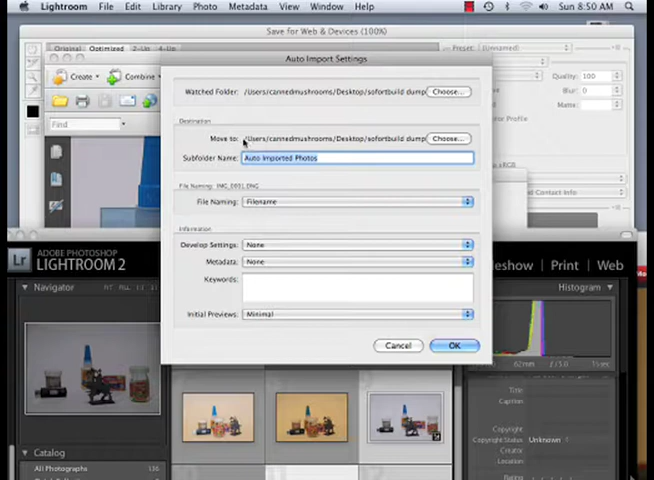 Lightroom File Edit Library Photo Metadata View Window Help Sun 8:50 AM
Save for Web & Devices (100%)
Original Optimized 2-Up 4-Up
Preset: [Unnamed]
Auto Import Settings
Create Combine
Quality: 100
Blur: 0
Matte:
Watched Folder: /Users/cannedmushrooms/Desktop/sofortbuild dump Choose...
Destination
Find
Move to: /Users/cannedmushrooms/Desktop/sofortbuild dump Choose...
Subfolder Name: Auto Imported Photos
File Naming: IMG_0001.DNG
File Naming: Filename
Information
Develop Settings: None
Metadata: None
Keywords:
Initial Previews: Minimal
Cancel OK
Lr ADOBE PHOTOSHOP
LIGHTROOM 2
Print Web
Navigator
Histogram
Title
Caption
Copyright
Copyright Status Unknown
Creator
Location
Catalog
All Photographs 136